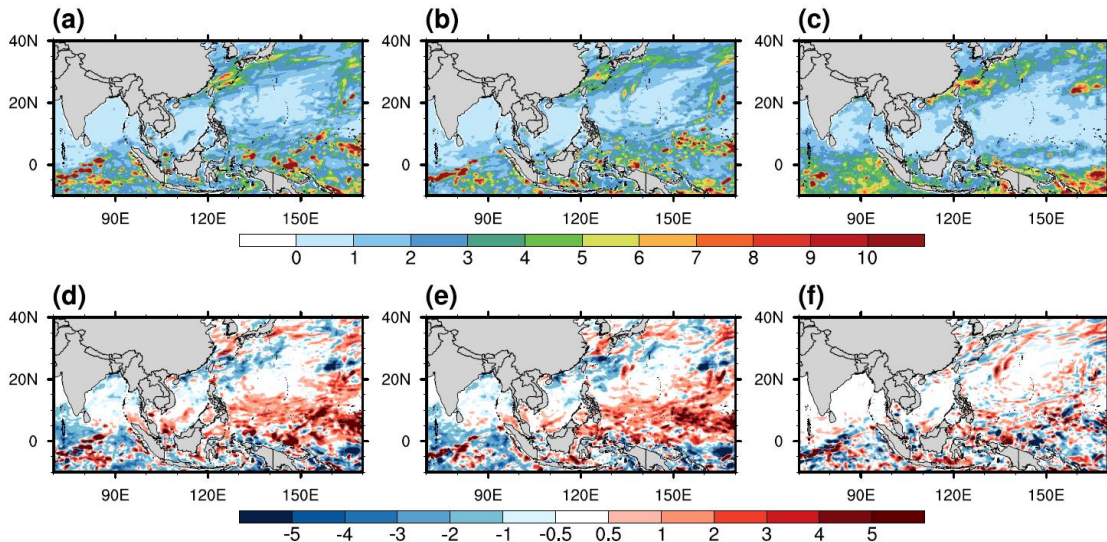 (a) (b) (c)
40N 40N 40N
20N 20N 20N
0 0 0
90E 120E 150E 90E 120E 150E 90E 120E 150E
0 1 2 3 4 5 6 7 8 9 10
(d) (e) (f)
40N 40N 40N
20N 20N 20N
0 0 0
90E 120E 150E 90E 120E 150E 90E 120E 150E
-5 -4 -3 -2 -1 -0.5 0.5 1 2 3 4 5